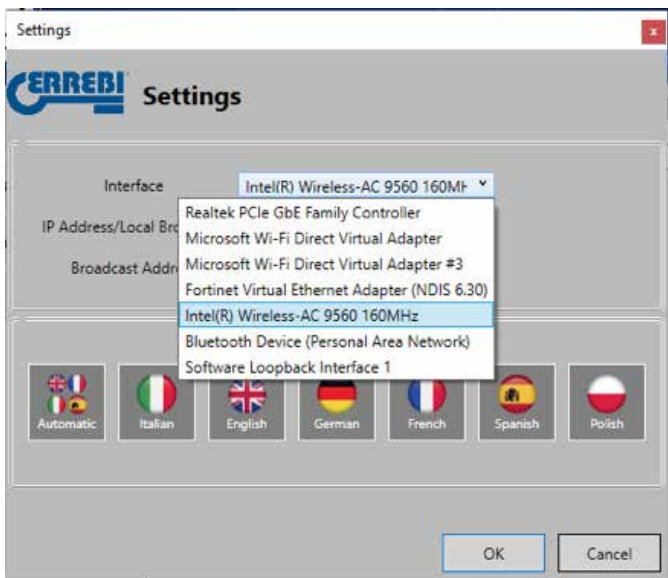 Settings
ERREBI
Settings
Interface
Intel(R) Wireless-AC 9560 160MH
IP Address/Local Bro
Broadcast Addr
Realtek PCIe GbE Family Controller
Microsoft Wi-Fi Direct Virtual Adapter
Microsoft Wi-Fi Direct Virtual Adapter #3
Fortinet Virtual Ethernet Adapter (NDIS 6.30)
Intel(R) Wireless-AC 9560 160MHz
Bluetooth Device (Personal Area Network)
Software Loopback Interface 1
Automatic Italian English German French Spanish Polish
OK Cancel